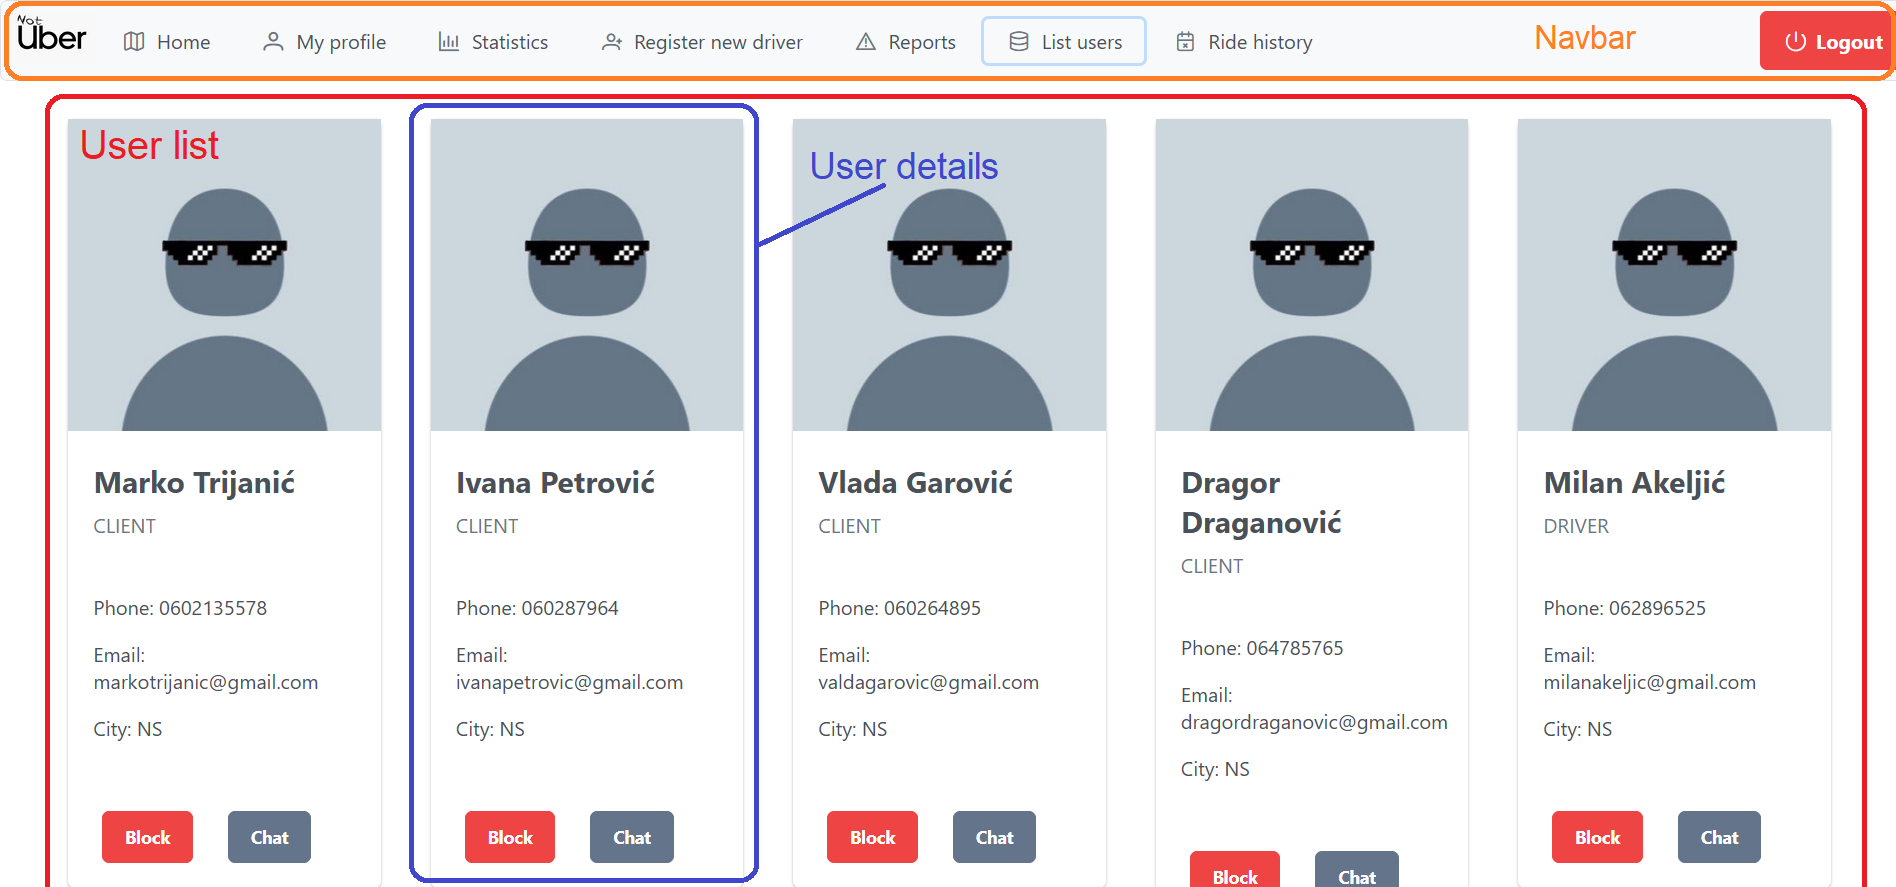 Not
Uber
Home
My profile
Statistics
Register new driver
Reports
List users
Ride history
Navbar
Logout
User list
User details
Marko Trijanić
CLIENT
Phone: 0602135578
Email:
markotrijanic@gmail.com
City: NS
Block
Chat
Ivana Petrović
CLIENT
Phone: 060287964
Email:
ivanapetrovic@gmail.com
City: NS
Block
Chat
Vlada Garović
CLIENT
Phone: 060264895
Email:
valdagarovic@gmail.com
City: NS
Block
Chat
Dragor
Draganović
CLIENT
Phone: 064785765
Email:
dragordraganovic@gmail.com
City: NS
Block
Chat
Milan Akeljić
DRIVER
Phone: 062896525
Email:
milanakeljic@gmail.com
City: NS
Block
Chat